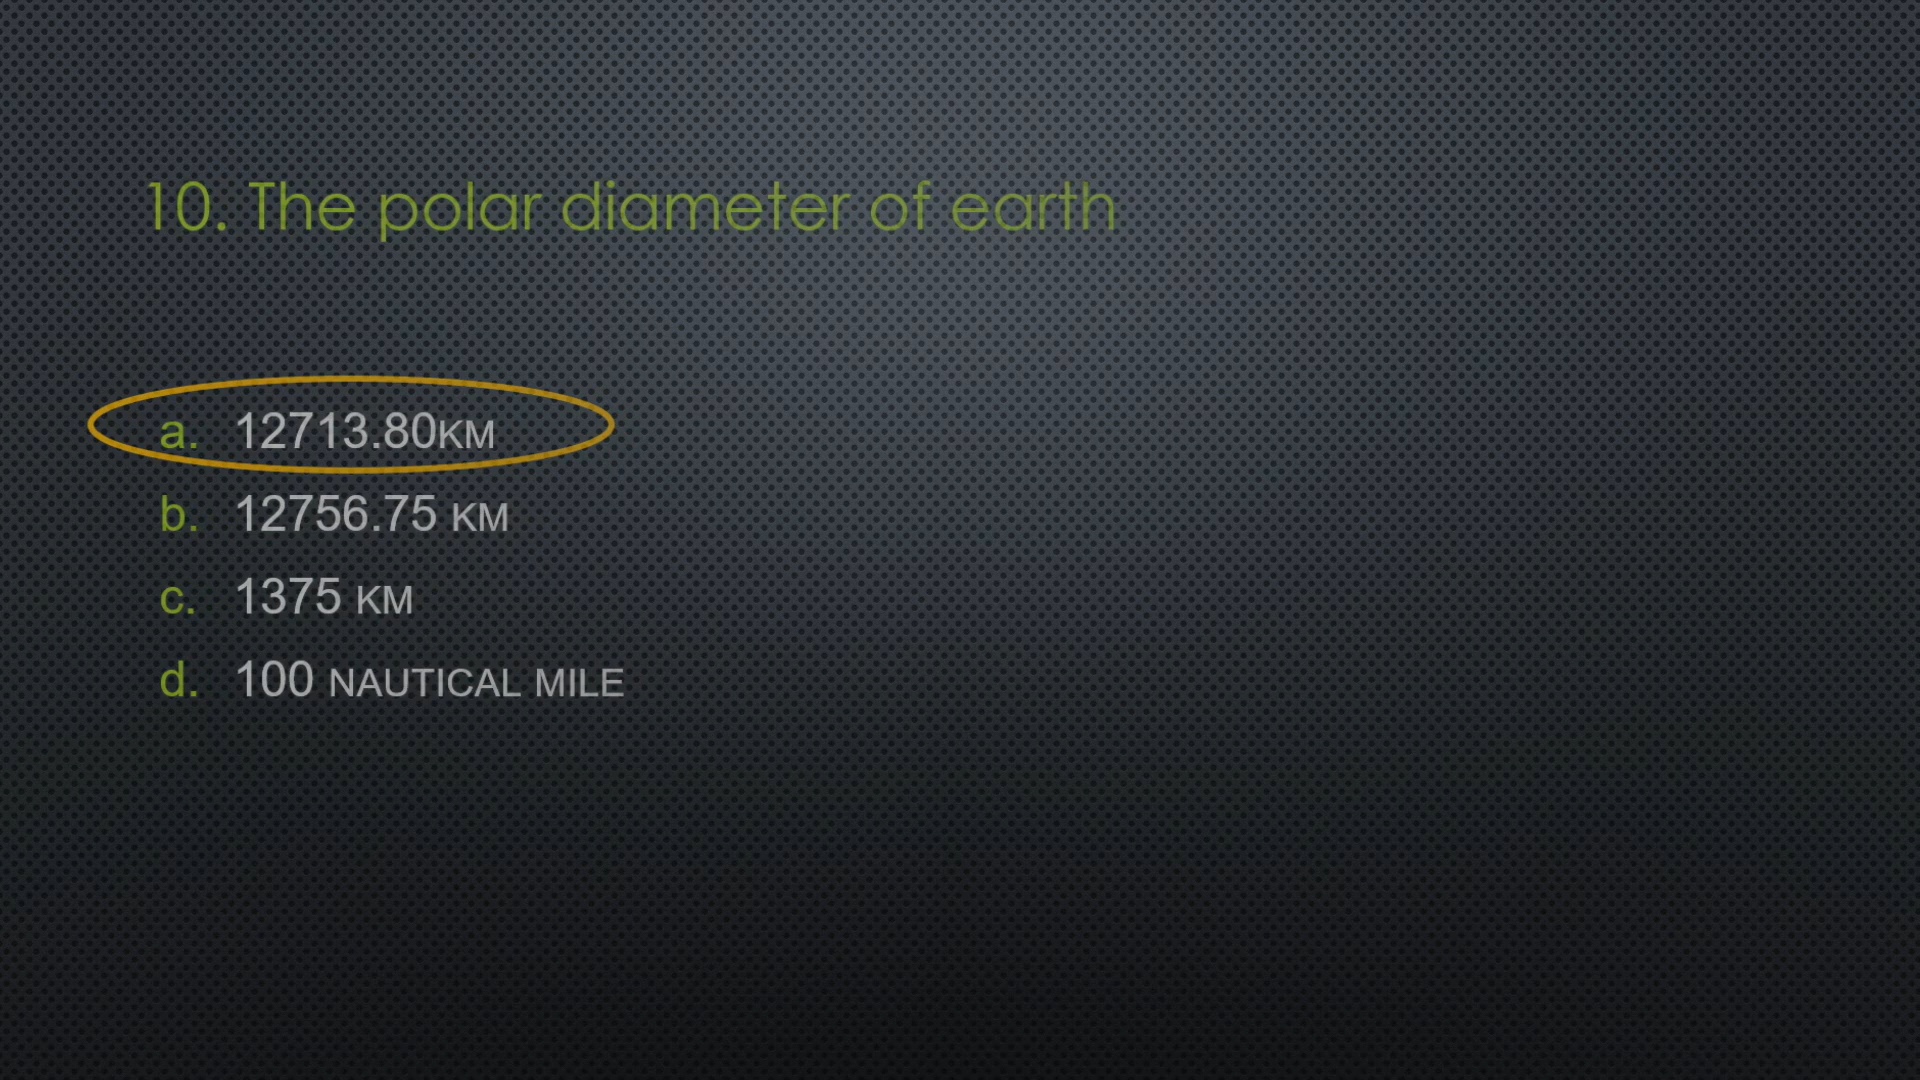 10. The polar diameter of earth
a. 12713.80KM
b. 12756.75 KM
c. 1375 KM
d. 100 NAUTICAL MILE